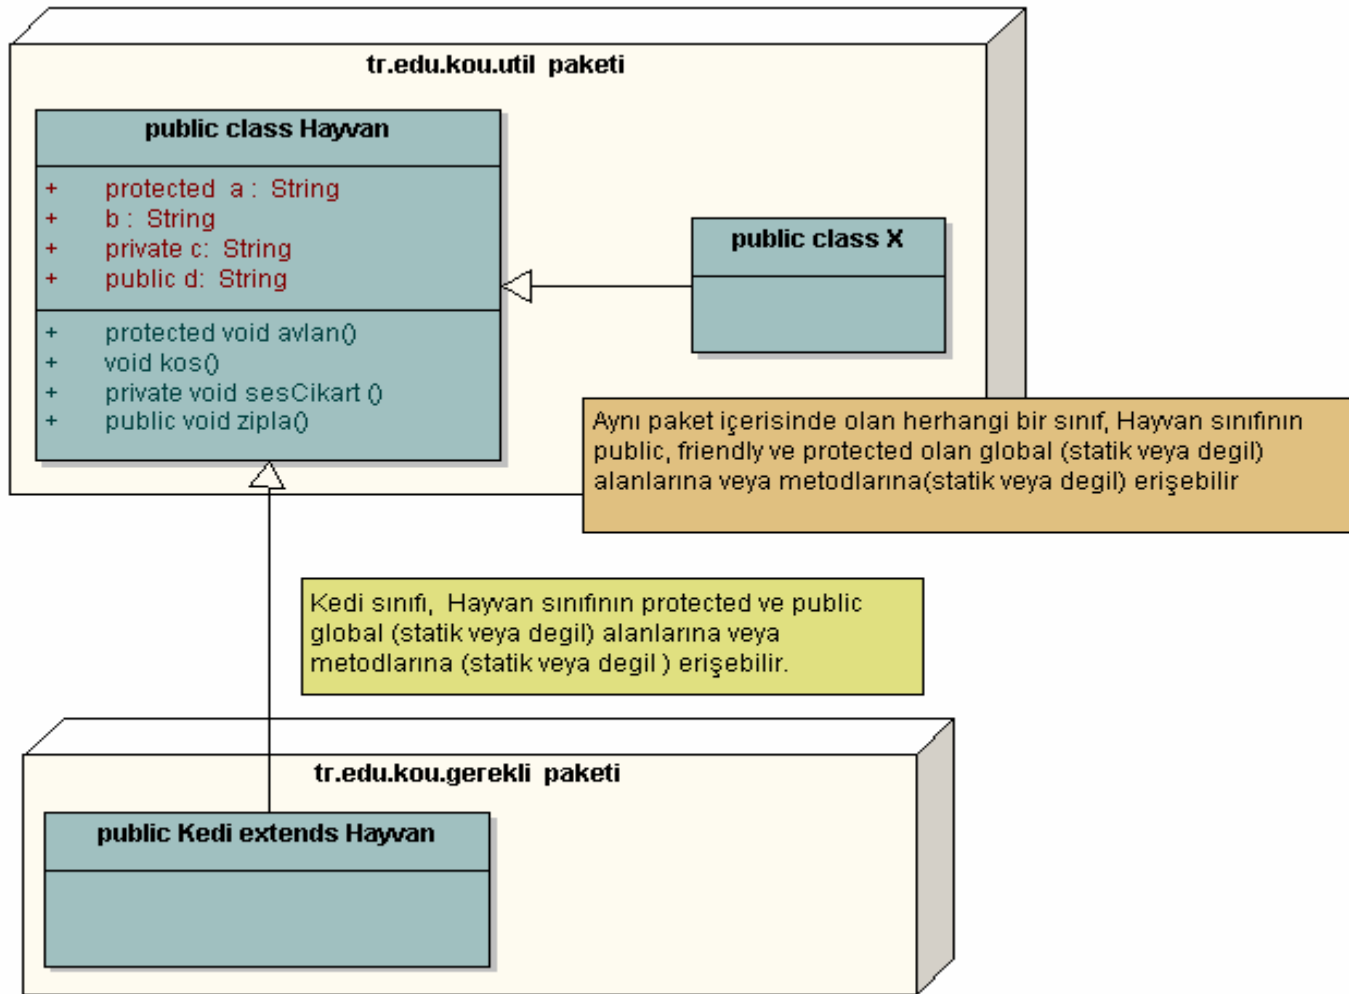 tr.edu.kou.util paketi
public class Hayvan
+ protected a : String
+ b : String
+ private c: String
+ public d: String
+ protected void avlan()
+ void kos()
+ private void sesCikart ()
+ public void zipla()
public class X
Aynı paket içerisinde olan herhangi bir sınıf, Hayvan sınıfının
public, friendly ve protected olan global (statik veya degil)
alanlarına veya metodlarına(statik veya degil) erişebilir
Kedi sınıfı, Hayvan sınıfının protected ve public
global (statik veya degil) alanlarına veya
metodlarına (statik veya degil ) erişebilir.
tr.edu.kou.gerekli paketi
public Kedi extends Hayvan